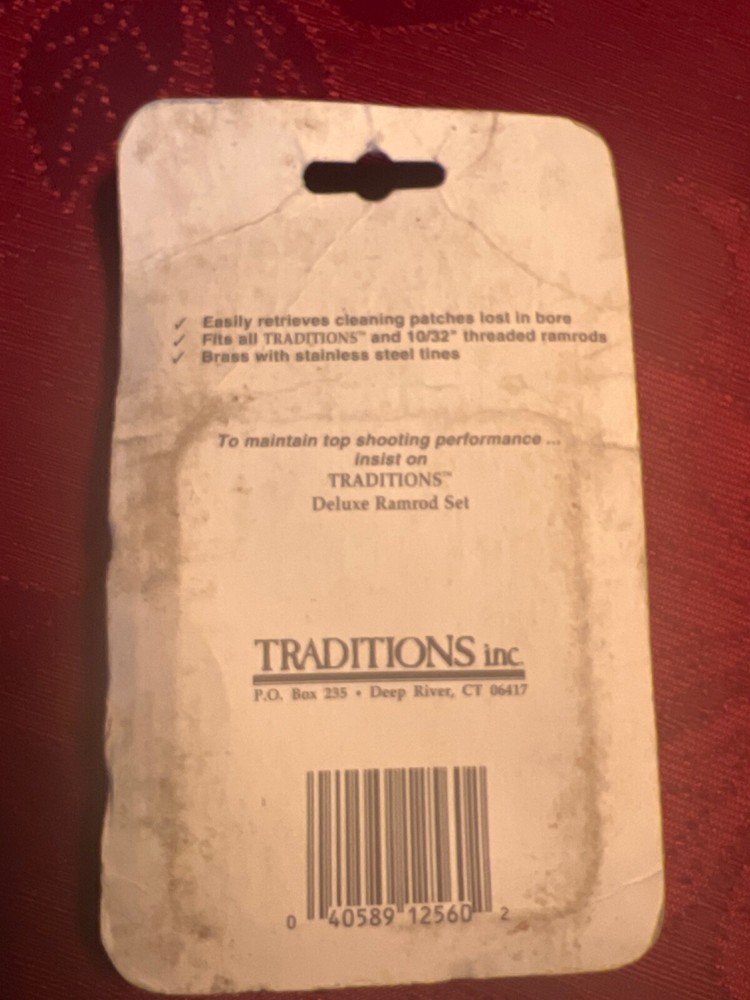 ✓ Easily retrieves cleaning patches lost in bore
✓ Fits all TRADITIONS™ and 10/32" threaded ramrods
✓ Brass with stainless steel tines
To maintain top shooting performance ...
insist on
TRADITIONS™
Deluxe Ramrod Set
TRADITIONS inc.
P.O. Box 235 • Deep River, CT 06417
0 40589 12560 2